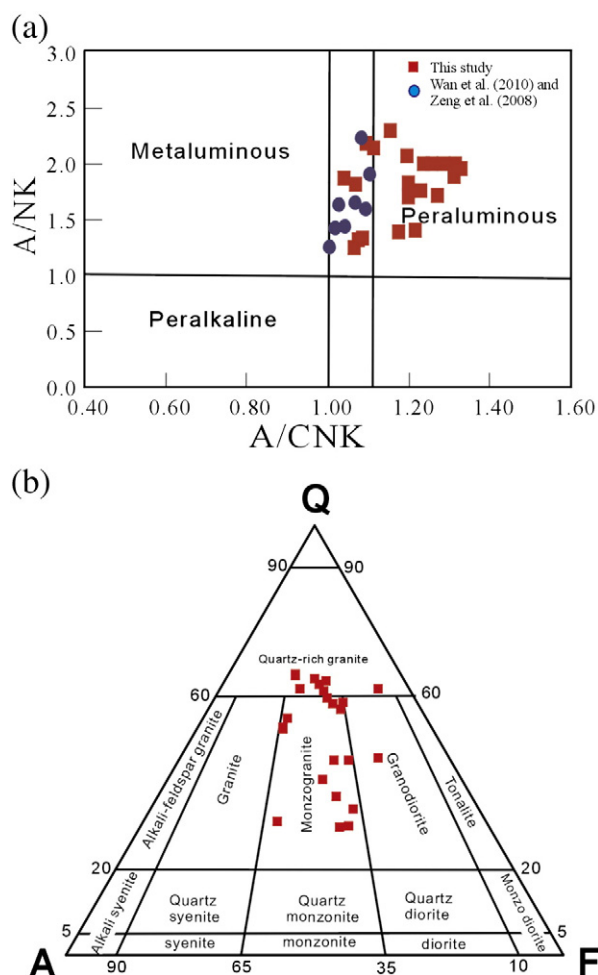 (a)
3.0
2.5
2.0
1.5
1.0
0.5
0.0
A/NK
This study
Wan et al. (2010) and
Zeng et al. (2008)
Metaluminous
Peraluminous
Peralkaline
0.40
0.60
0.80
1.00
1.20
1.40
1.60
A/CNK
(b)
Q
90
90
Quartz-rich granite
60
60
Alkali-feldspar granite
Granite
Monzogranite
Granodiorite
Tonalite
20
20
Alkali syenite
Quartz
syenite
Quartz
monzonite
Quartz
diorite
Monzo diorite
5
5
syenite
monzonite
diorite
A
90
65
35
10
F